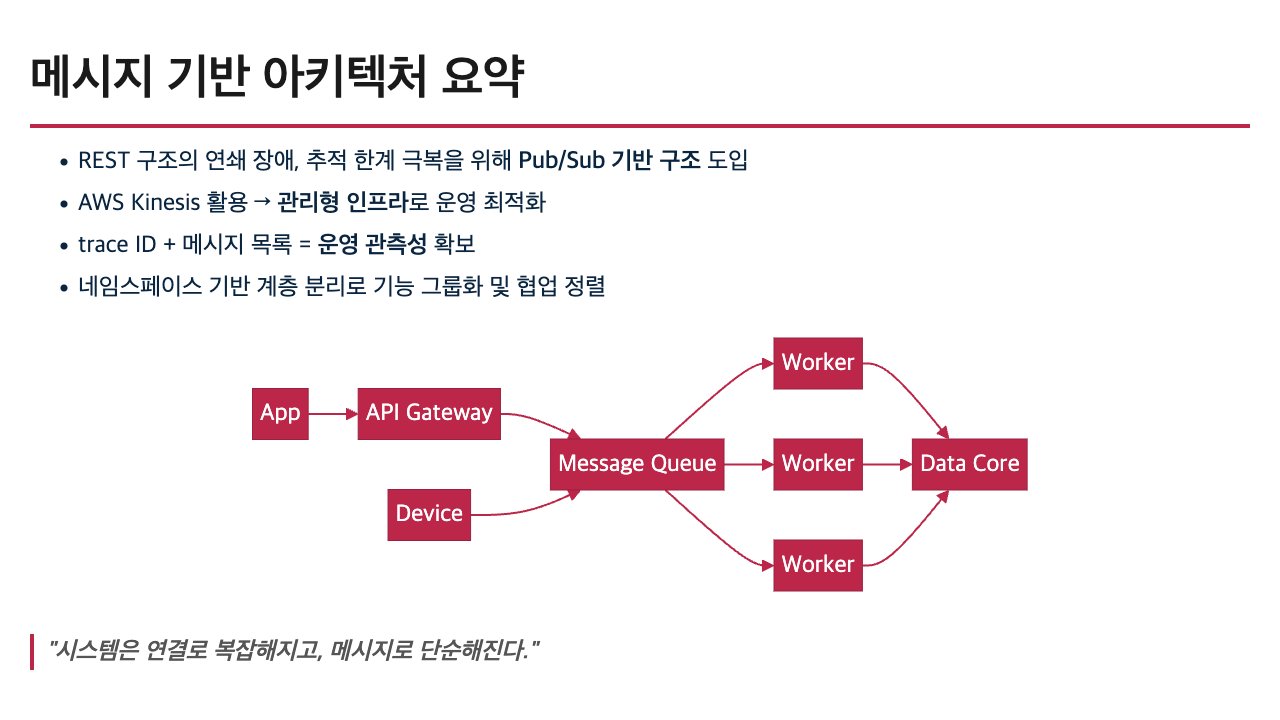 메시지 기반 아키텍처 요약
• REST 구조의 연쇄 장애, 추적 한계 극복을 위해 Pub/Sub 기반 구조 도입
• AWS Kinesis 활용 → 관리형 인프라로 운영 최적화
• trace ID + 메시지 목록 = 운영 관측성 확보
• 네임스페이스 기반 계층 분리로 기능 그룹화 및 협업 정렬
App
API Gateway
Device
Message Queue
Worker
Worker
Worker
Data Core
"시스템은 연결로 복잡해지고, 메시지로 단순해진다."